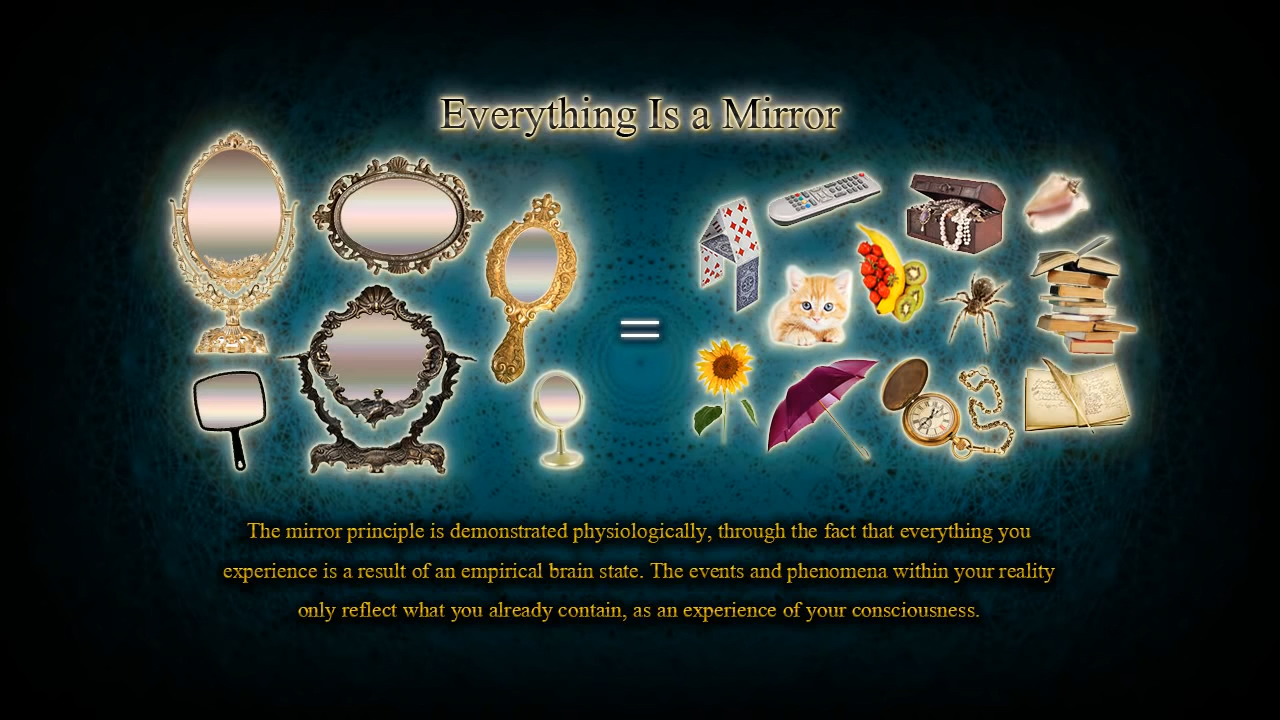 Everything Is a Mirror
=
The mirror principle is demonstrated physiologically, through the fact that everything you
experience is a result of an empirical brain state. The events and phenomena within your reality
only reflect what you already contain, as an experience of your consciousness.